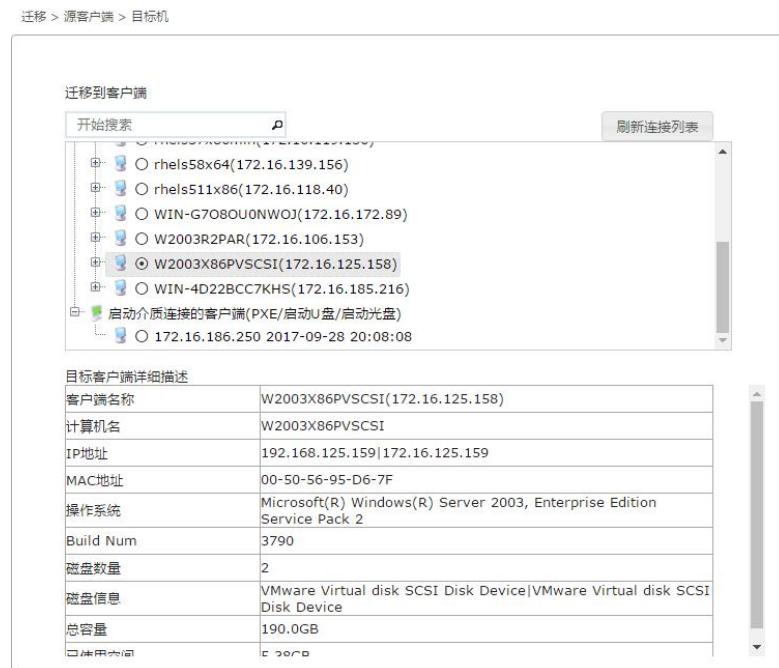 迁移 > 源客户端 > 目标机
迁移到客户端
开始搜索
刷新连接列表
rhels58x64(172.16.139.156)
rhels511x86(172.16.118.40)
WIN-G7O8OU0NWOJ(172.16.172.89)
W2003R2PAR(172.16.106.153)
W2003X86PVSCSI(172.16.125.158)
WIN-4D22BCC7KHS(172.16.185.216)
启动介质连接的客户端(PXE/启动U盘/启动光盘)
172.16.186.250 2017-09-28 20:08:08
目标客户端详细描述
客户端名称 W2003X86PVSCSI(172.16.125.158)
计算机名 W2003X86PVSCSI
IP地址 192.168.125.159|172.16.125.159
MAC地址 00-50-56-95-D6-7F
操作系统 Microsoft(R) Windows(R) Server 2003, Enterprise Edition
Service Pack 2
Build Num 3790
磁盘数量 2
磁盘信息 VMware Virtual disk SCSI Disk Device|VMware Virtual disk SCSI
Disk Device
总容量 190.0GB
已使用空间 5.38GB